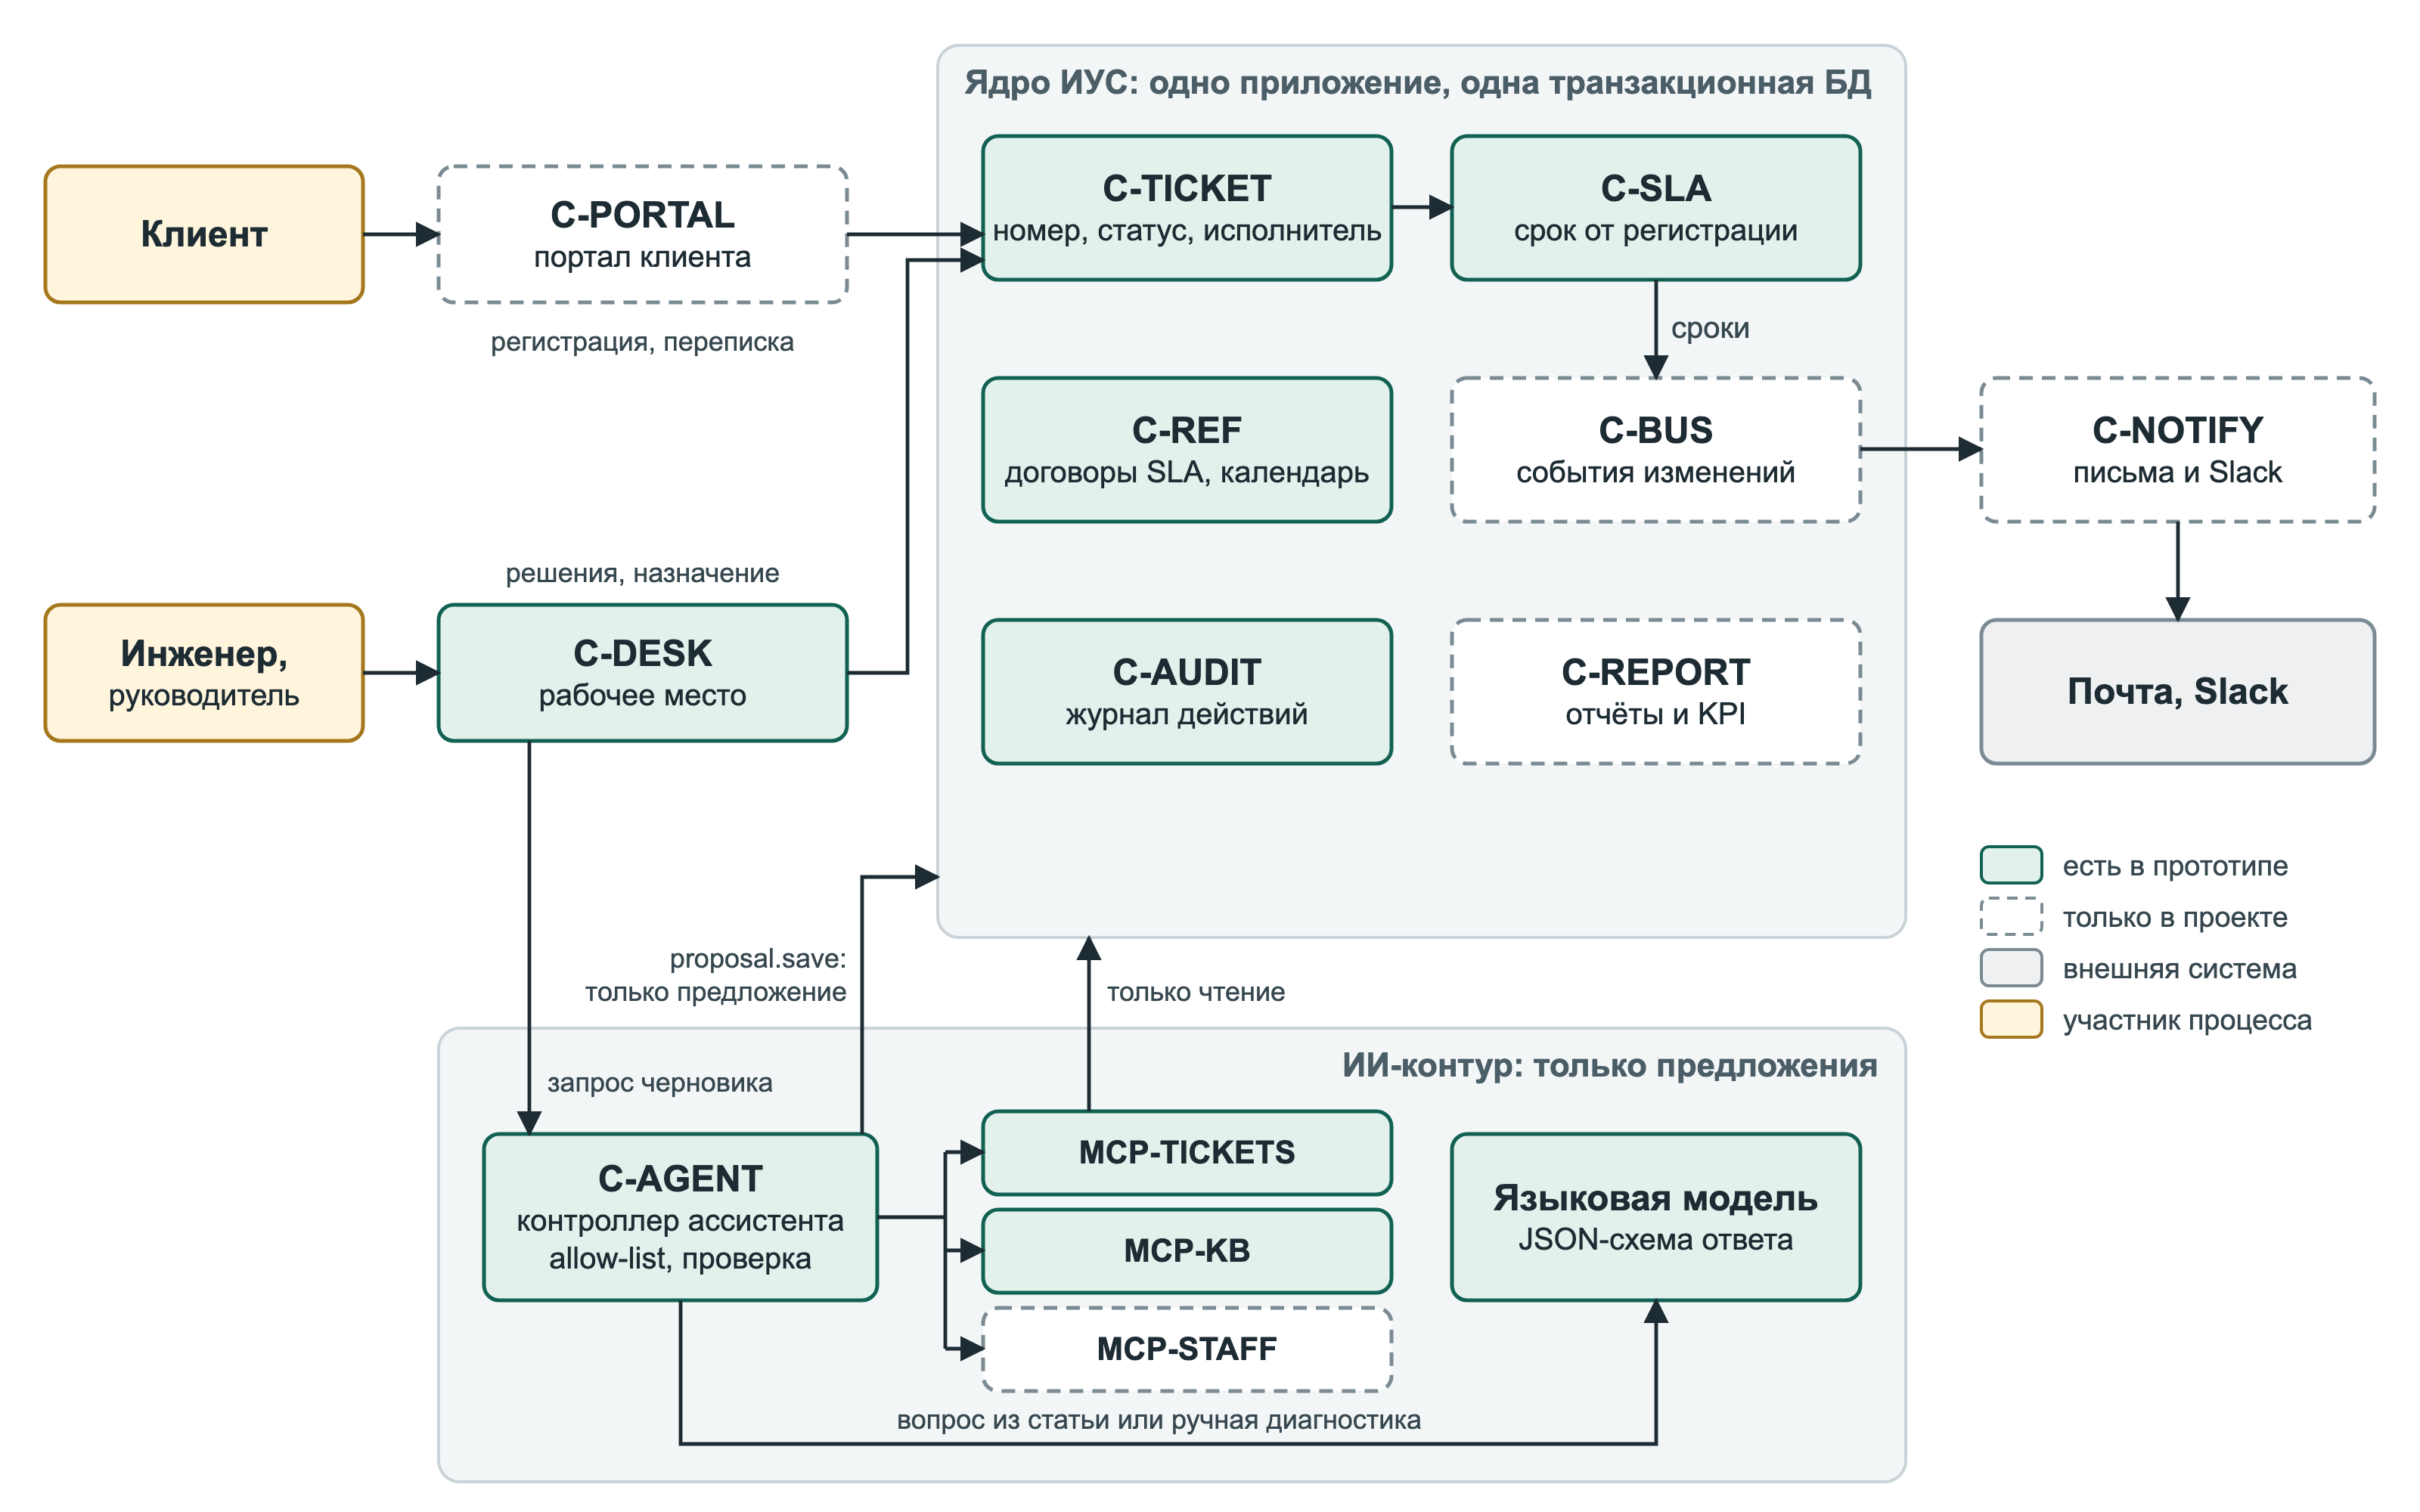 Ядро ИУС: одно приложение, одна транзакционная БД
Клиент
C-PORTAL
портал клиента
регистрация, переписка
C-TICKET
номер, статус, исполнитель
C-SLA
срок от регистрации
сроки
C-REF
договоры SLA, календарь
C-BUS
события изменений
C-NOTIFY
письма и Slack
решения, назначение
Инженер,
руководитель
C-DESK
рабочее место
C-AUDIT
журнал действий
C-REPORT
отчёты и KPI
Почта, Slack
есть в прототипе
только в проекте
внешняя система
участник процесса
proposal.save:
только предложение
только чтение
ИИ-контур: только предложения
запрос черновика
C-AGENT
контроллер ассистента
allow-list, проверка
MCP-TICKETS
MCP-KB
MCP-STAFF
Языковая модель
JSON-схема ответа
вопрос из статьи или ручная диагностика